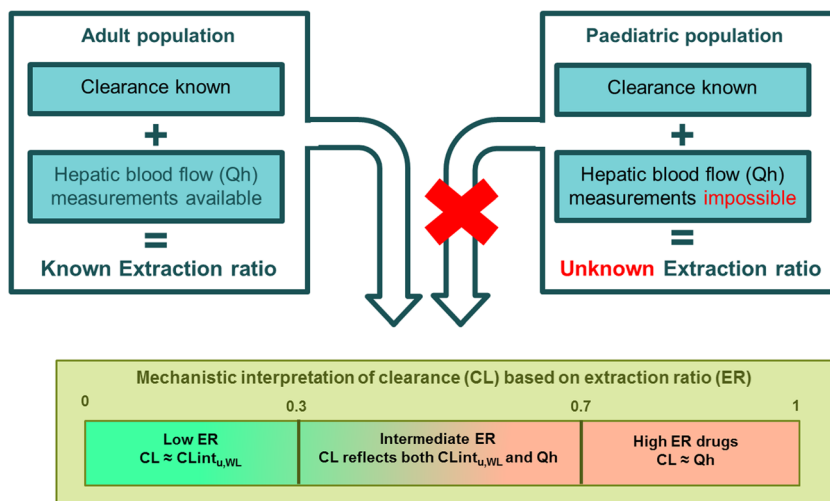 Adult population
Clearance known
+
Hepatic blood flow (Qh)
measurements available
=
Known Extraction ratio
Paediatric population
Clearance known
+
Hepatic blood flow (Qh)
measurements impossible
=
Unknown Extraction ratio
Mechanistic interpretation of clearance (CL) based on extraction ratio (ER)
0
0.3
0.7
1
Low ER
CL ≈ CLint_u,WL
Intermediate ER
CL reflects both CLint_u,WL and Qh
High ER drugs
CL ≈ Qh